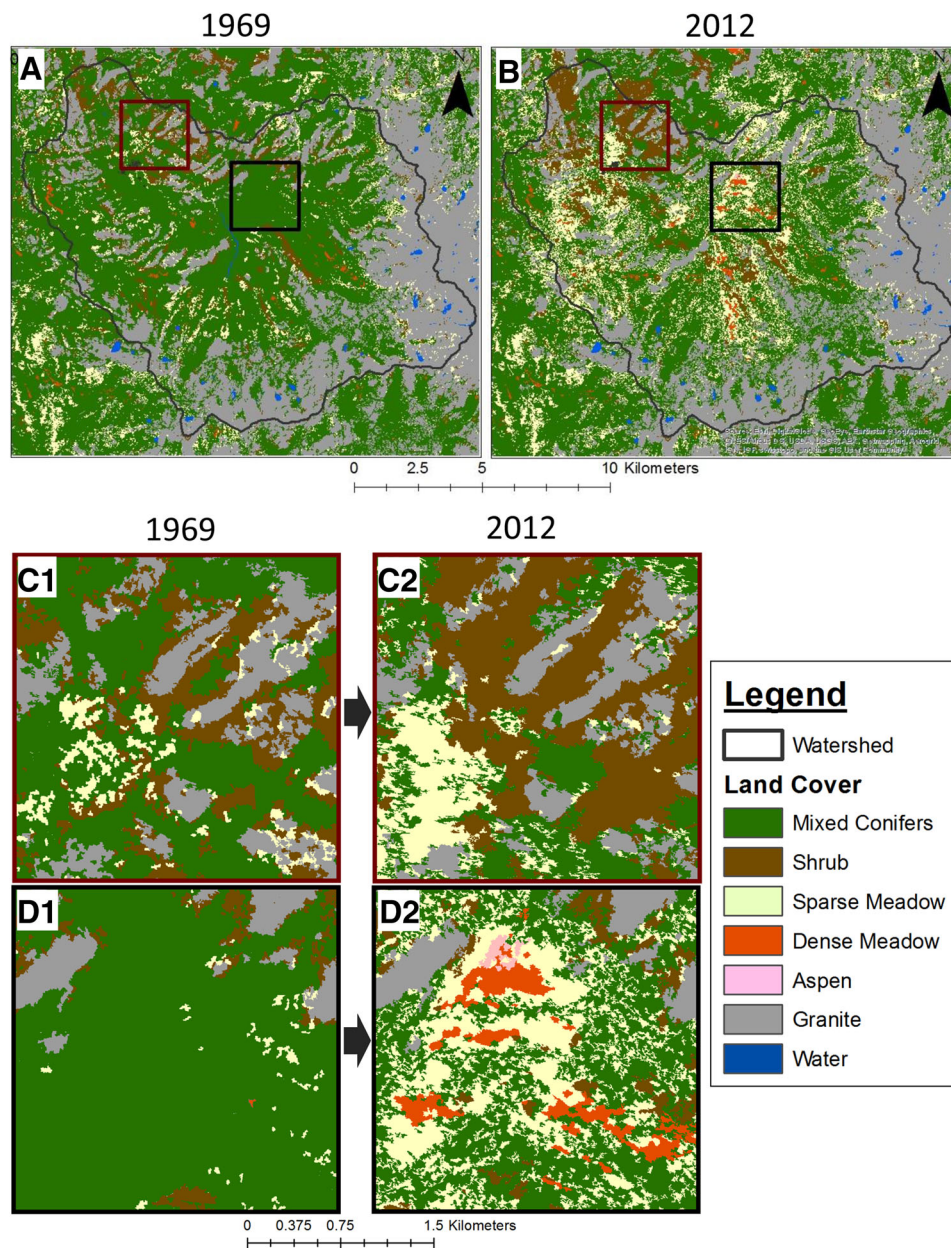 1969
2012
A
N
B
N
0
2.5
5
10 Kilometers
1969
2012
C1
C2
D1
D2
Legend
Watershed
Land Cover
Mixed Conifers
Shrub
Sparse Meadow
Dense Meadow
Aspen
Granite
Water
0
0.375
0.75
1.5 Kilometers